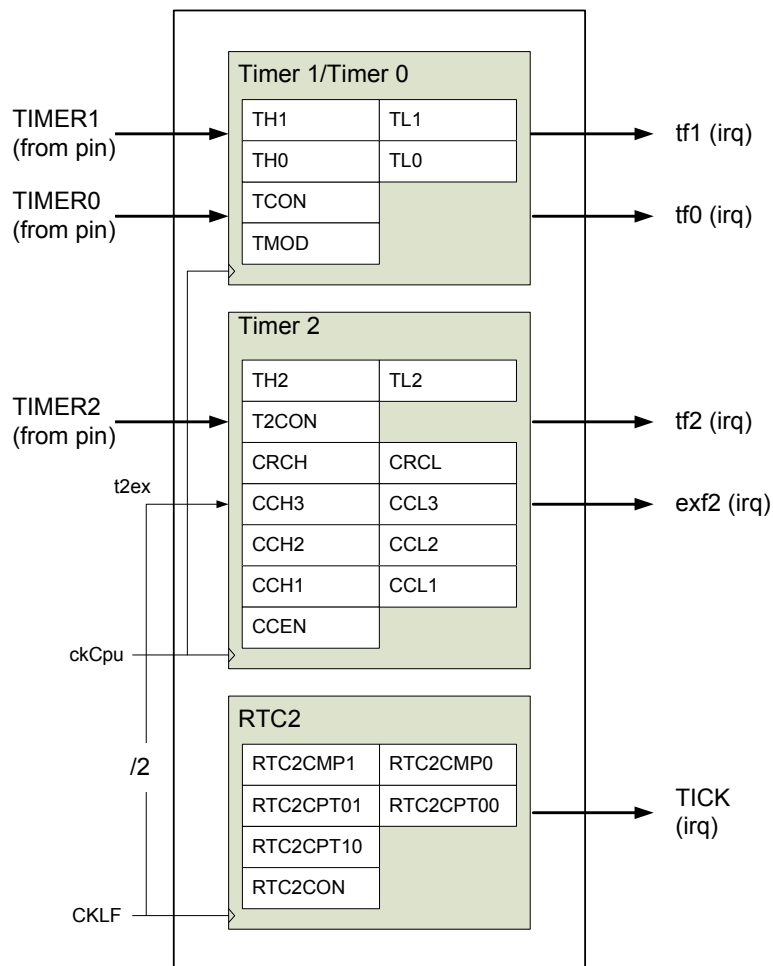 Timer 1/Timer 0
TIMER1
(from pin)
TH1 TL1
tf1 (irq)
TH0 TL0
TIMER0
(from pin)
TCON
tf0 (irq)
TMOD
Timer 2
TH2 TL2
TIMER2
(from pin)
T2CON
tf2 (irq)
CRCH CRCL
t2ex
CCH3 CCL3
exf2 (irq)
CCH2 CCL2
CCH1 CCL1
CCEN
ckCpu
RTC2
/2
RTC2CMP1 RTC2CMP0
RTC2CPT01 RTC2CPT00
TICK
(irq)
RTC2CPT10
RTC2CON
CKLF